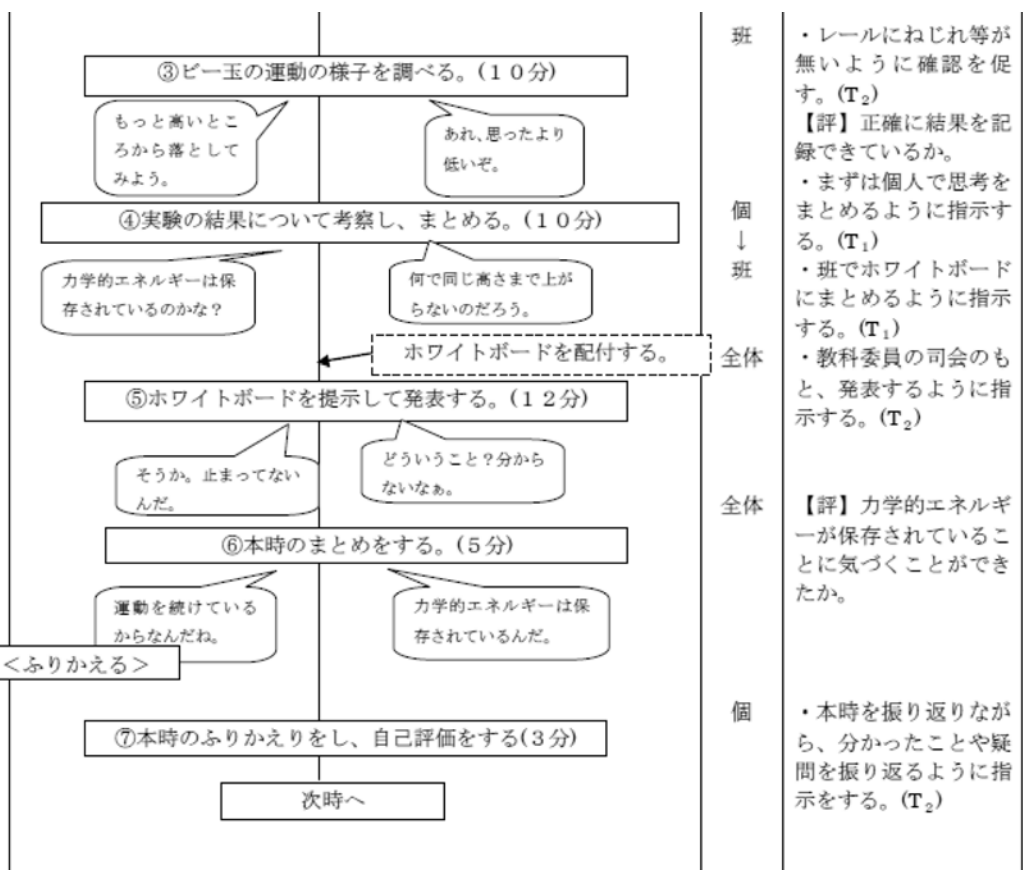 ③ビー玉の運動の様子を調べる。(10分)
もっと高いとこ
ろから落として
みよう。
あれ、思ったより
低いぞ。
④実験の結果について考察し、まとめる。(10分)
力学的エネルギーは保
存されているのかな？
何で同じ高さまで上が
らないのだろう。
ホワイトボードを配付する。
⑤ホワイトボードを提示して発表する。(12分)
そうか。止まってない
んだ。
どういうこと？分から
ないなぁ。
⑥本時のまとめをする。(5分)
運動を続けている
からなんだね。
力学的エネルギーは保
存されているんだ。
＜ふりかえる＞
⑦本時のふりかえりをし、自己評価をする(3分)
次時へ
班
個
↓
班
全体
全体
個
・レールにねじれ等が
無いように確認を促
す。(T₂)
【評】正確に結果を記
録できているか。
・まずは個人で思考を
まとめるように指示す
る。(T₁)
・班でホワイトボード
にまとめるように指示
する。(T₁)
・教科委員の司会のも
と、発表するように指
示する。(T₂)
【評】力学的エネルギ
ーが保存されているこ
とに気づくことができ
たか。
・本時を振り返りなが
ら、分かったことや疑
問を振り返るように指
示をする。(T₂)